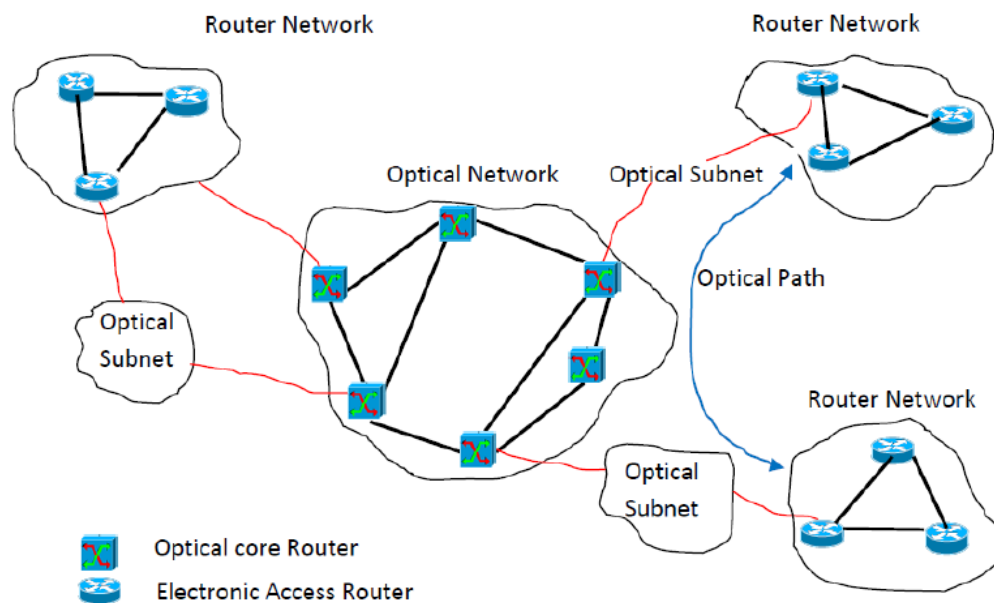 Router Network
Router Network
Optical Network
Optical Subnet
Optical Path
Optical
Subnet
Router Network
Optical
Subnet
Optical core Router
Electronic Access Router